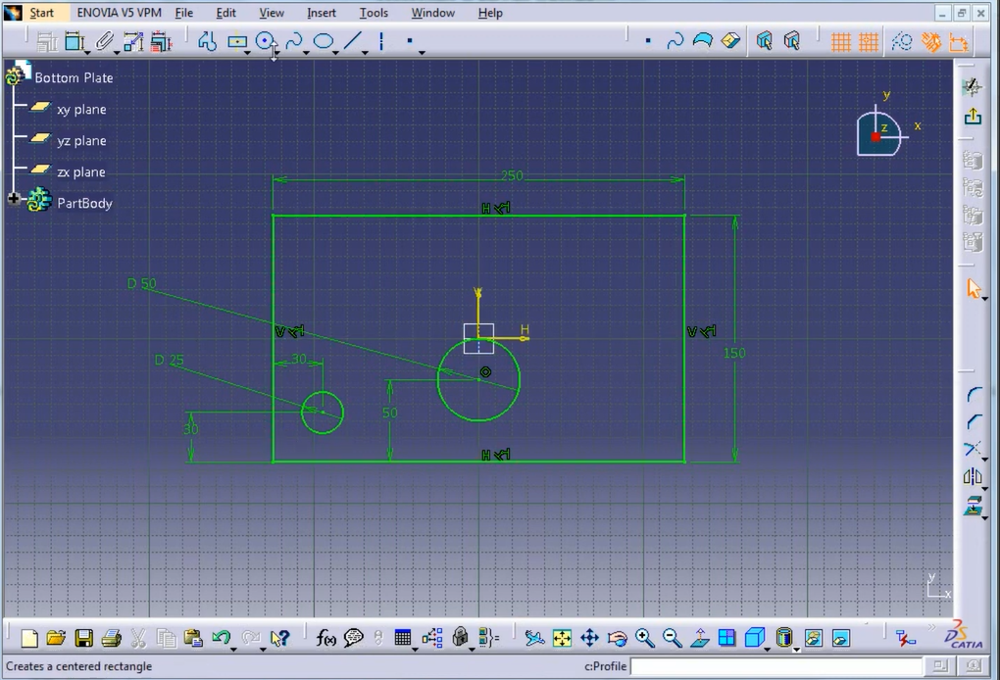 Start ENOVIA V5 VPM File Edit View Insert Tools Window Help
Bottom Plate
xy plane
yz plane
zx plane
PartBody
y
x
z
250
H
D 50
V
H
V
V
150
D 25
30
50
30
H
y
x
f(x)
CATIA
Creates a centered rectangle
c:Profile